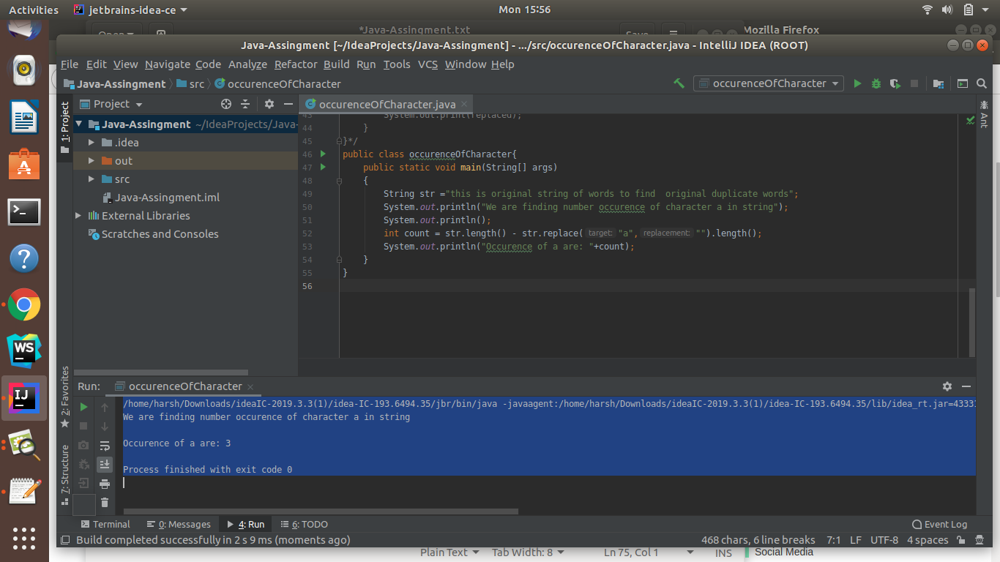 Activities
jetbrains-idea-ce
Mon 15:56
*Java-Assingment.txt
Mozilla Firefox
Open
Save
Java-Assingment [~/IdeaProjects/Java-Assingment] - .../src/occurenceOfCharacter.java - IntelliJ IDEA (ROOT)
File Edit View Navigate Code Analyze Refactor Build Run Tools VCS Window Help
Java-Assingment src occurenceOfCharacter
occurenceOfCharacter
1: Project
Project
Java-Assingment ~/IdeaProjects/Java-
.idea
out
src
Java-Assingment.iml
External Libraries
Scratches and Consoles
occurenceOfCharacter.java
43 System.out.print(replaced);
44 }
45 }*/
46 public class occurenceOfCharacter{
47 public static void main(String[] args)
48 {
49 String str ="this is original string of words to find  original duplicate words";
50 System.out.println("We are finding number occurence of character a in string");
51 System.out.println();
52 int count = str.length() - str.replace( target: "a", replacement: "").length();
53 System.out.println("Occurence of a are: "+count);
54 }
55 }
56
Ant
2: Favorites
7: Structure
WS
IJ
Run: occurenceOfCharacter
/home/harsh/Downloads/ideaIC-2019.3.3(1)/idea-IC-193.6494.35/jbr/bin/java -javaagent:/home/harsh/Downloads/ideaIC-2019.3.3(1)/idea-IC-193.6494.35/lib/idea_rt.jar=43331
We are finding number occurence of character a in string
Occurence of a are: 3
Process finished with exit code 0
Terminal 0: Messages 4: Run 6: TODO Event Log
Build completed successfully in 2 s 9 ms (moments ago)
468 chars, 6 line breaks 7:1 LF UTF-8 4 spaces
Plain Text Tab Width: 8 Ln 75, Col 1 INS
Social Media